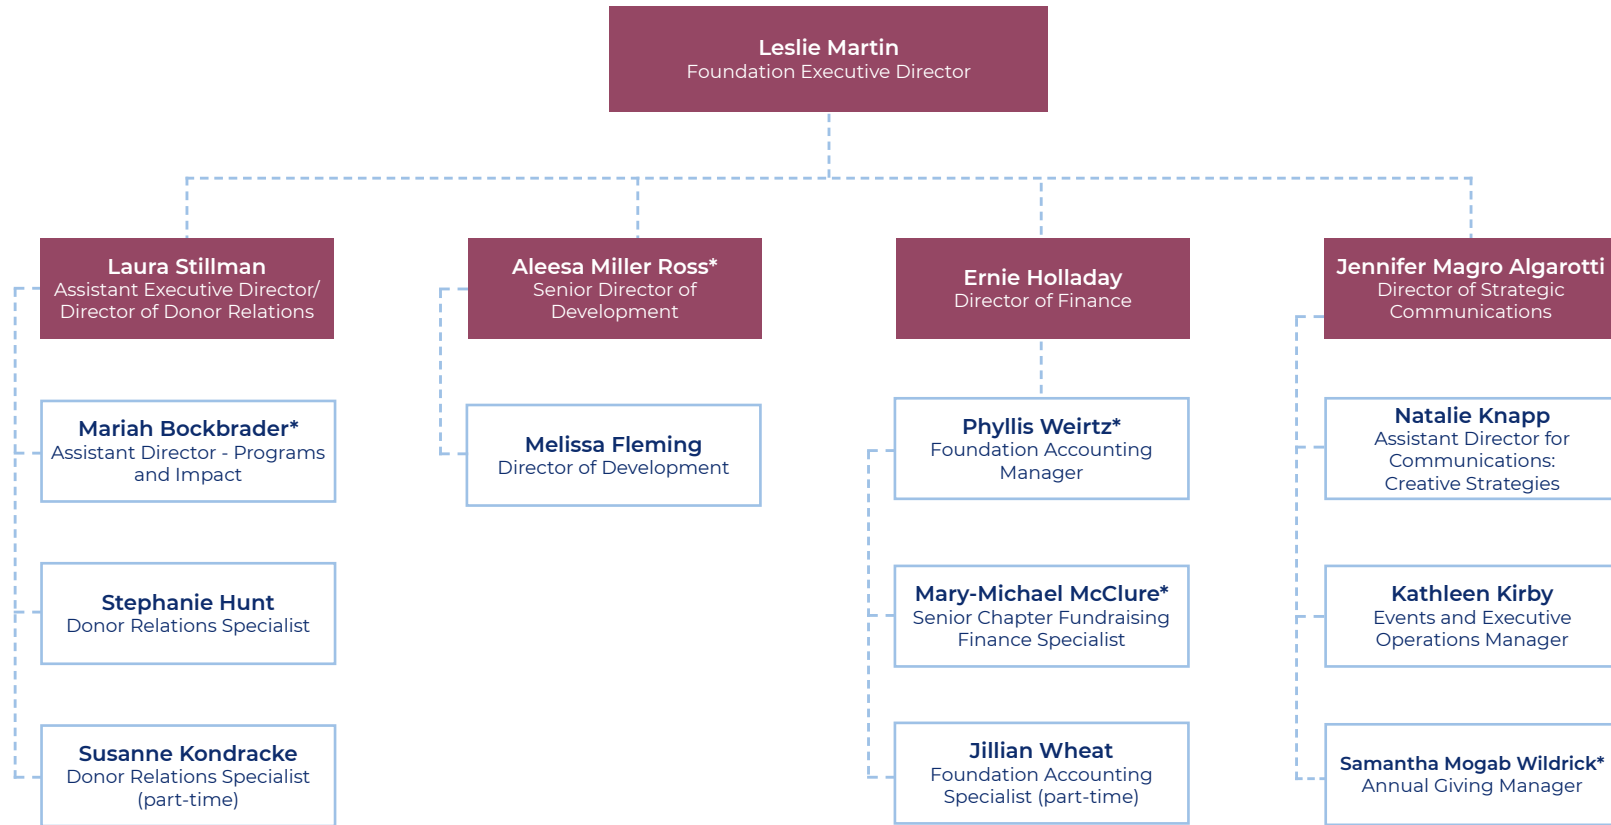 Leslie Martin
Foundation Executive Director
Laura Stillman
Assistant Executive Director/
Director of Donor Relations
Aleesa Miller Ross*
Senior Director of
Development
Ernie Holladay
Director of Finance
Jennifer Magro Algarotti
Director of Strategic
Communications
Mariah Bockbrader*
Assistant Director - Programs
and Impact
Melissa Fleming
Director of Development
Phyllis Weirtz*
Foundation Accounting
Manager
Natalie Knapp
Assistant Director for
Communications:
Creative Strategies
Stephanie Hunt
Donor Relations Specialist
Mary-Michael McClure*
Senior Chapter Fundraising
Finance Specialist
Kathleen Kirby
Events and Executive
Operations Manager
Susanne Kondracke
Donor Relations Specialist
(part-time)
Jillian Wheat
Foundation Accounting
Specialist (part-time)
Samantha Mogab Wildrick*
Annual Giving Manager